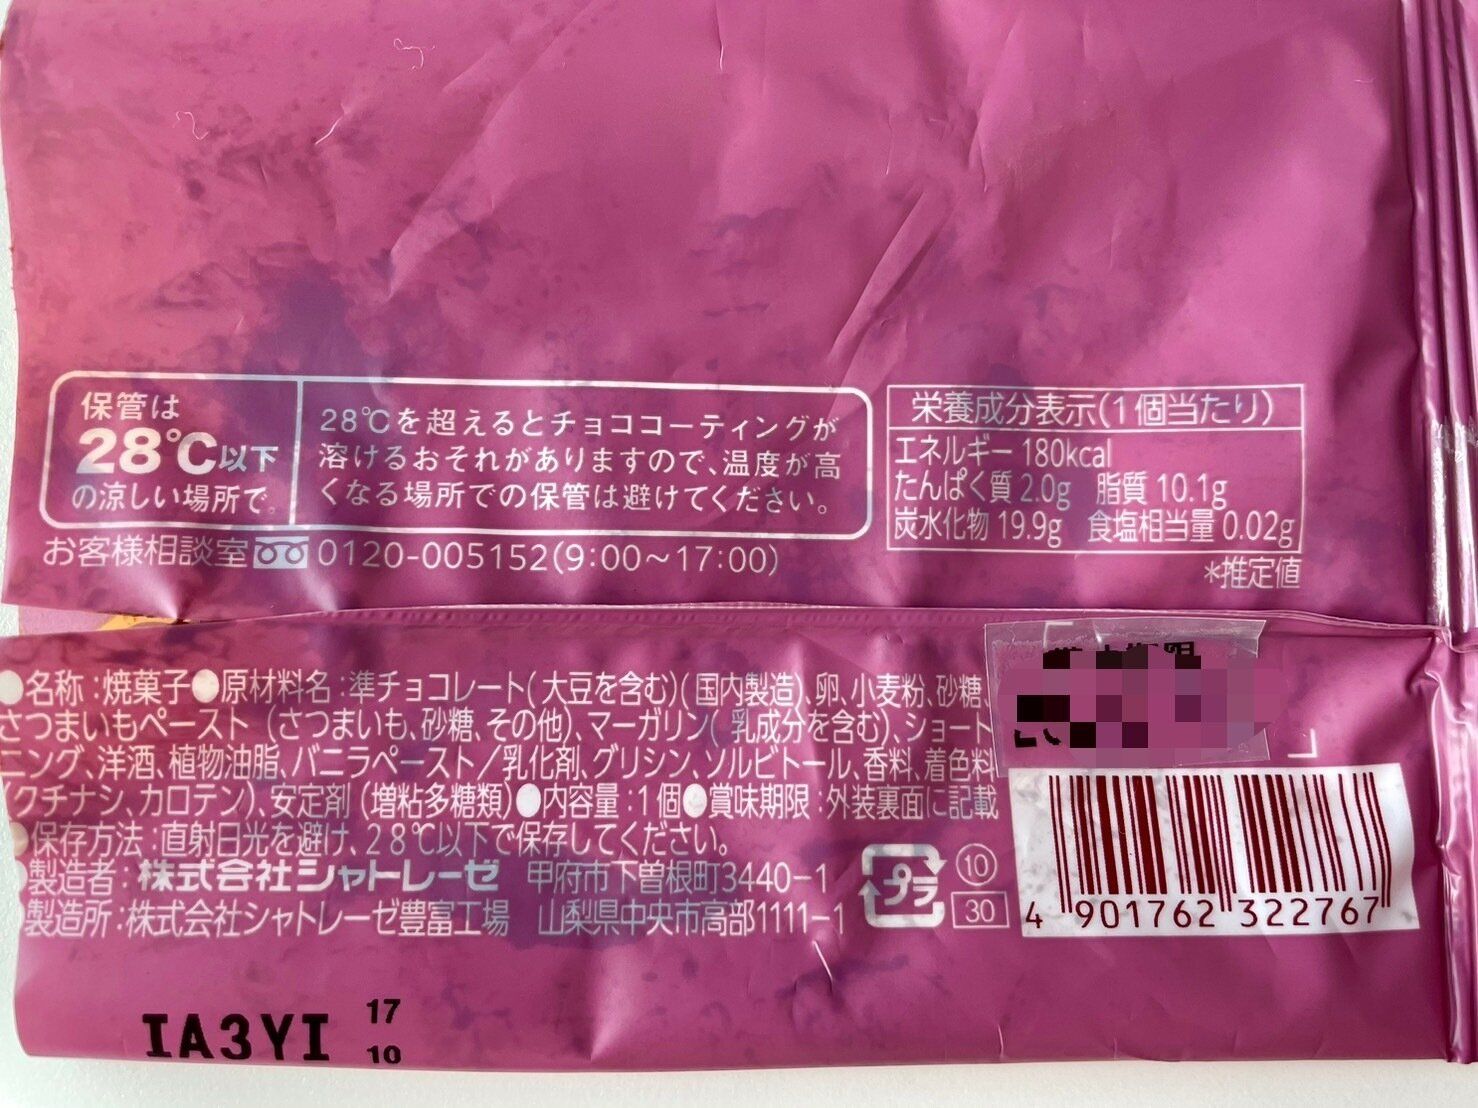 保管は
28℃以下
の涼しい場所で。
28℃を超えるとチョココーティングが
溶けるおそれがありますので、温度が高
くなる場所での保管は避けてください。
お客様相談室 0120-005152(9:00～17:00)
栄養成分表示(1個当たり)
エネルギー 180kcal
たんぱく質 2.0g 脂質 10.1g
炭水化物 19.9g 食塩相当量 0.02g
*推定値
●名称:焼菓子●原材料名:準チョコレート(大豆を含む)(国内製造)、卵、小麦粉、砂糖、
さつまいもペースト(さつまいも、砂糖、その他)、マーガリン(乳成分を含む)、ショート
ニング、洋酒、植物油脂、バニラペースト/乳化剤、グリシン、ソルビトール、香料、着色料
(クチナシ、カロテン)、安定剤(増粘多糖類)●内容量:1個●賞味期限:外装裏面に記載
●保存方法:直射日光を避け、28℃以下で保存してください。
●製造者:株式会社シャトレーゼ 甲府市下曽根町3440-1
製造所:株式会社シャトレーゼ豊富工場 山梨県中央市高部1111-1
プラ
10
30
4 901762 322767
IA3YI 17
10